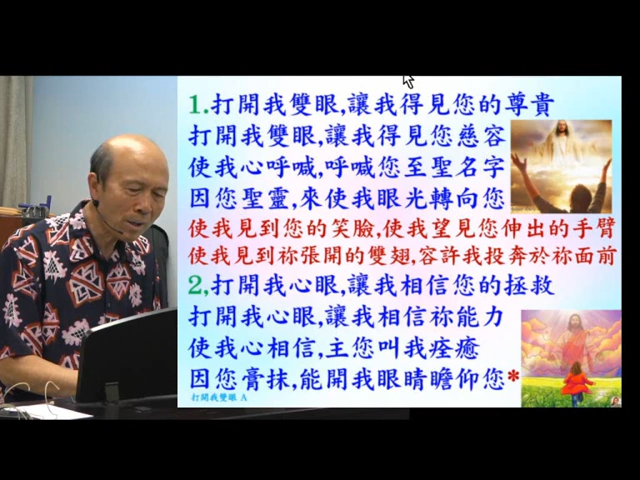 1.打開我雙眼,讓我得見您的尊貴
打開我雙眼,讓我得見您慈容
使我心呼喊,呼喊您至聖名字
因您聖靈,來使我眼光轉向您
使我見到您的笑臉,使我望見您伸出的手臂
使我見到祢張開的雙翅,容許我投奔於祢面前
2,打開我心眼,讓我相信您的拯救
打開我心眼,讓我相信祢能力
使我心相信,主您叫我痊癒
因您膏抹,能開我眼睛瞻仰您*
打開我雙眼 A